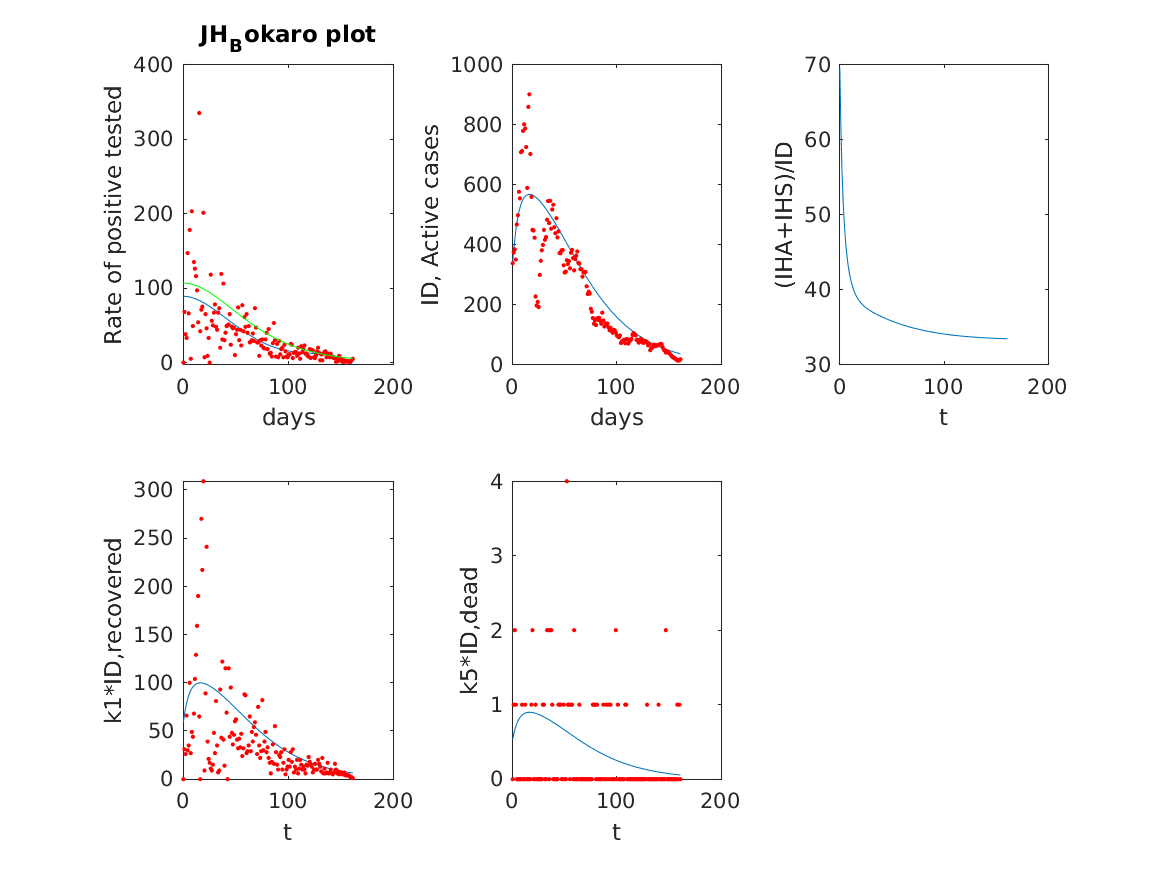 JH_Bokaro plot
400
300
200
100
0
0 100 200
days
Rate of positive tested
1000
800
600
400
200
0
0 100 200
days
ID, Active cases
70
60
50
40
30
0 100 200
t
(IHA+IHS)/ID
300
250
200
150
100
50
0
0 100 200
t
k1*ID,recovered
4
3
2
1
0
0 100 200
t
k5*ID,dead